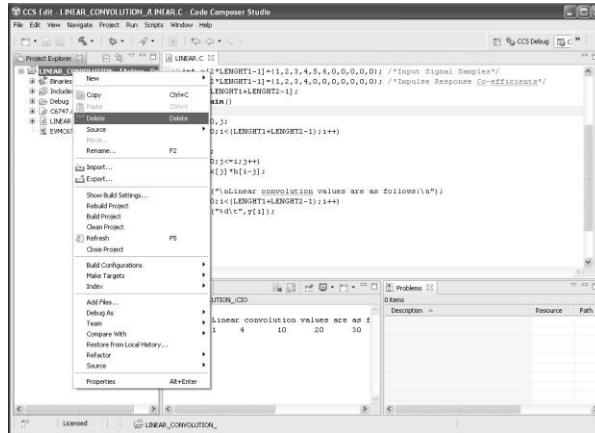 CCS Edit - LINEAR_CONVOLUTION_/LINEAR.C - Code Composer Studio
File Edit View Navigate Project Run Scripts Window Help
CCS Debug
Project Explorer
LINEAR.C
Binaries
Includes
Debug
C6747
LINEAR
EVMC67
New
Copy Ctrl+C
Paste Ctrl+V
Delete Delete
Source
Move...
Rename... F2
Import...
Export...
Show Build Settings...
Rebuild Project
Build Project
Clean Project
Refresh F5
Close Project
Build Configurations
Make Targets
Index
Add Files...
Debug As
Team
Compare With
Restore from Local History...
Refactor
Source
Properties Alt+Enter
[2*LENGHT1-1]={1,2,3,4,5,6,0,0,0,0,0}; /*Input Signal Samples*/
[2*LENGHT1-1]={1,2,3,4,0,0,0,0,0,0,0}; /*Impulse Response Co-efficients*/
LENGHT1+LENGHT2-1];
ain()
,j;
0;i<(LENGHT1+LENGHT2-1);i++)
;
0;j<=i;j++)
x[j]*h[i-j];
("\nLinear convolution values are as follows:\n");
0;i<(LENGHT1+LENGHT2-1);i++)
("%d\t",y[i]);
UTION_:CIO
Linear convolution values are as f
1 4 10 20 30
Problems
0 items
Description Resource Path
Licensed
LINEAR_CONVOLUTION_